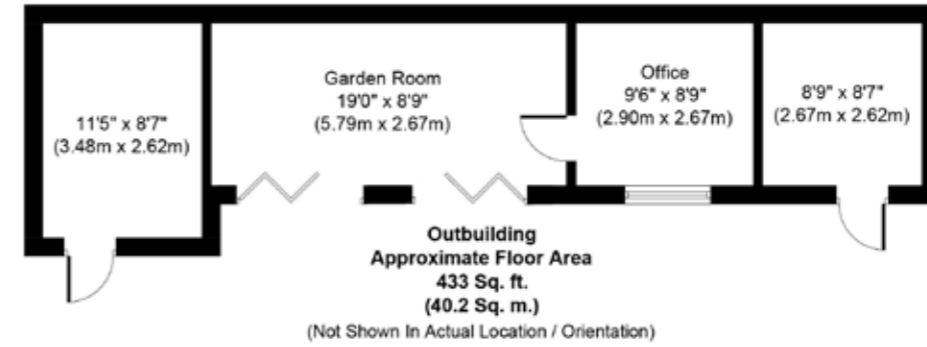 11'5" x 8'7"
(3.48m x 2.62m)
Garden Room
19'0" x 8'9"
(5.79m x 2.67m)
Office
9'6" x 8'9"
(2.90m x 2.67m)
8'9" x 8'7"
(2.67m x 2.62m)
Outbuilding
Approximate Floor Area
433 Sq. ft.
(40.2 Sq. m.)
(Not Shown In Actual Location / Orientation)